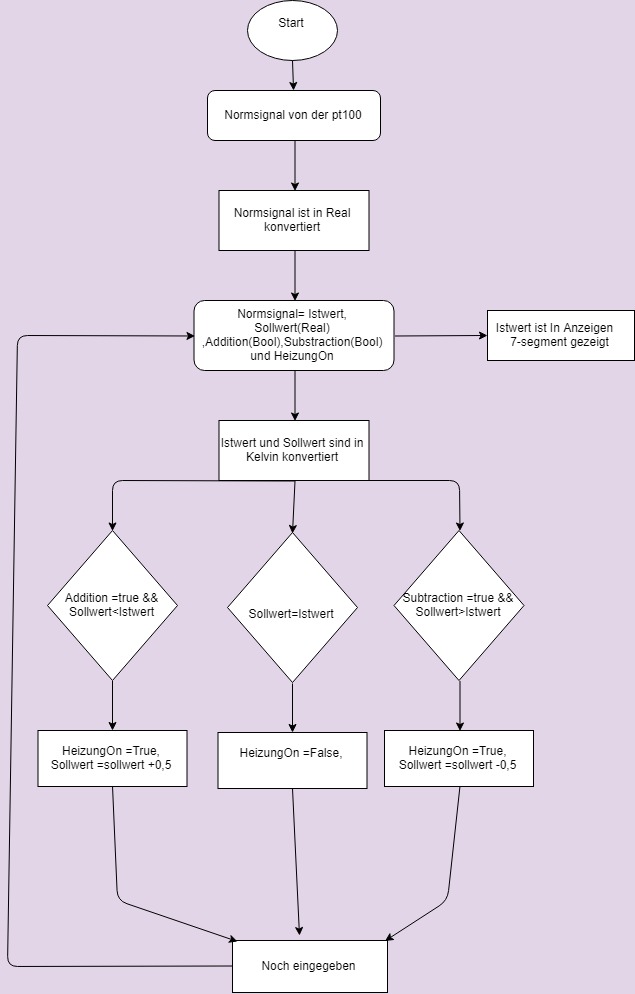 Start
Normsignal von der pt100
Normsignal ist in Real
konvertiert
Normsignal= Istwert,
Sollwert(Real)
,Addition(Bool),Substraction(Bool)
und HeizungOn
Istwert ist In Anzeigen
7-segment gezeigt
Istwert und Sollwert sind in
Kelvin konvertiert
Addition =true &&
Sollwert<Istwert
Sollwert=Istwert
Subtraction =true &&
Sollwert>Istwert
HeizungOn =True,
Sollwert =sollwert +0,5
HeizungOn =False,
HeizungOn =True,
Sollwert =sollwert -0,5
Noch eingegeben